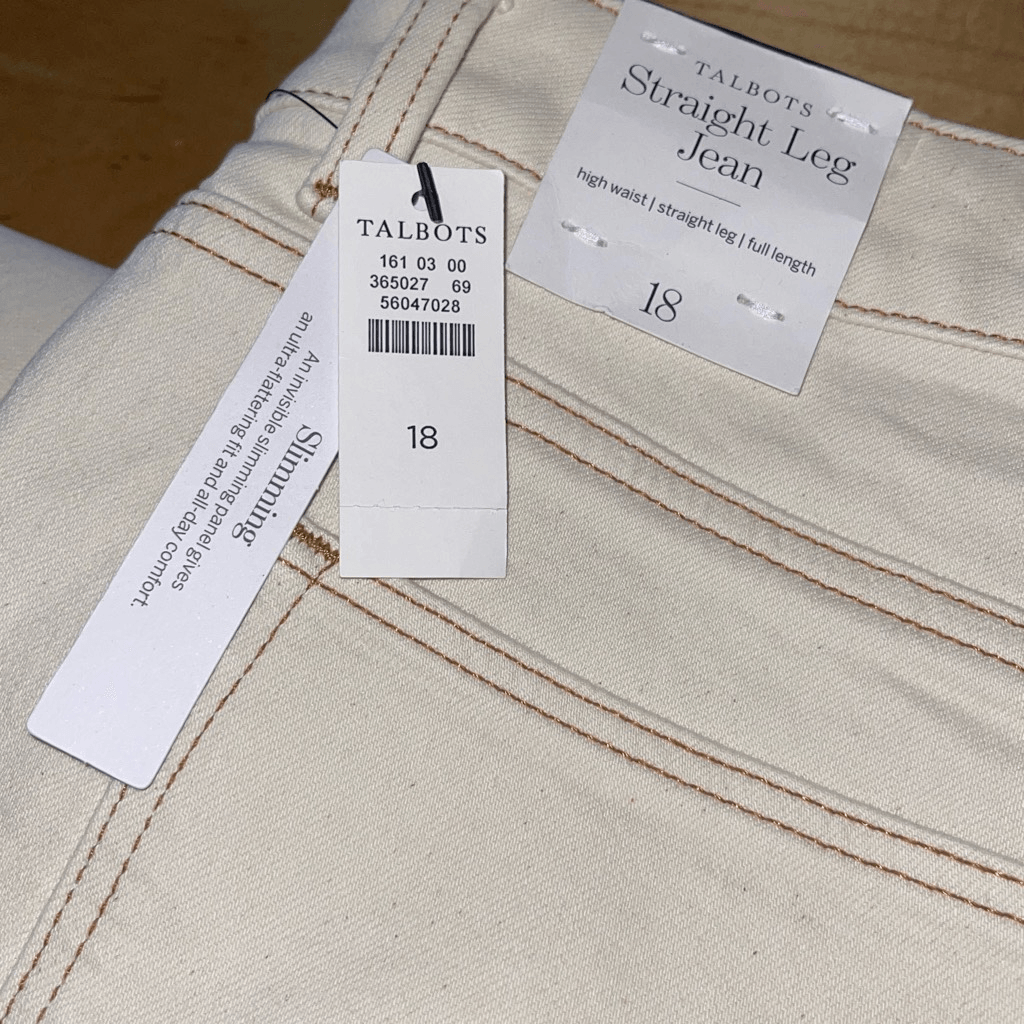 TALBOTS
Straight Leg
Jean
high waist | straight leg | full length
18
TALBOTS
161 03 00
365027 69
56047028
18
Slimming
An invisible slimming panel gives
an ultra-flattering fit and all-day comfort.